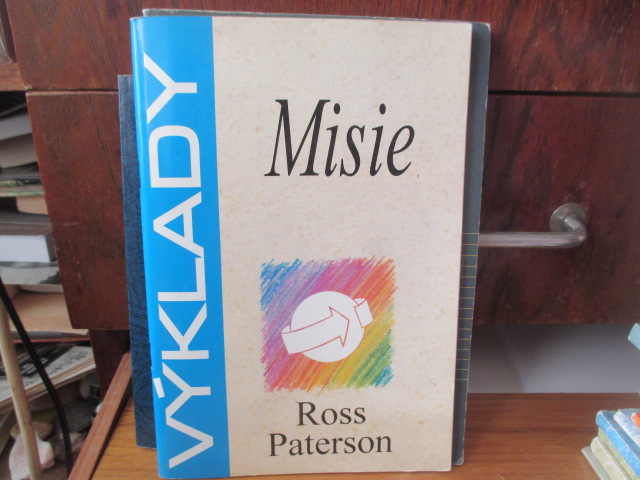 VÝKLADY
Misie
Ross
Paterson